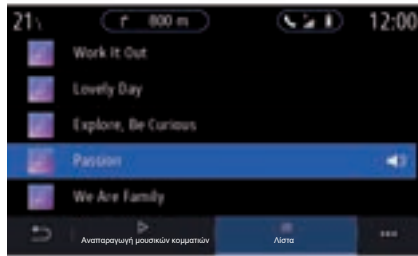 21
800 m
12:00
Work It Out
Lovely Day
Explore, Be Curious
Passion
We Are Family
Αναπαραγωγή μουσικών κομματιών
Λίστα